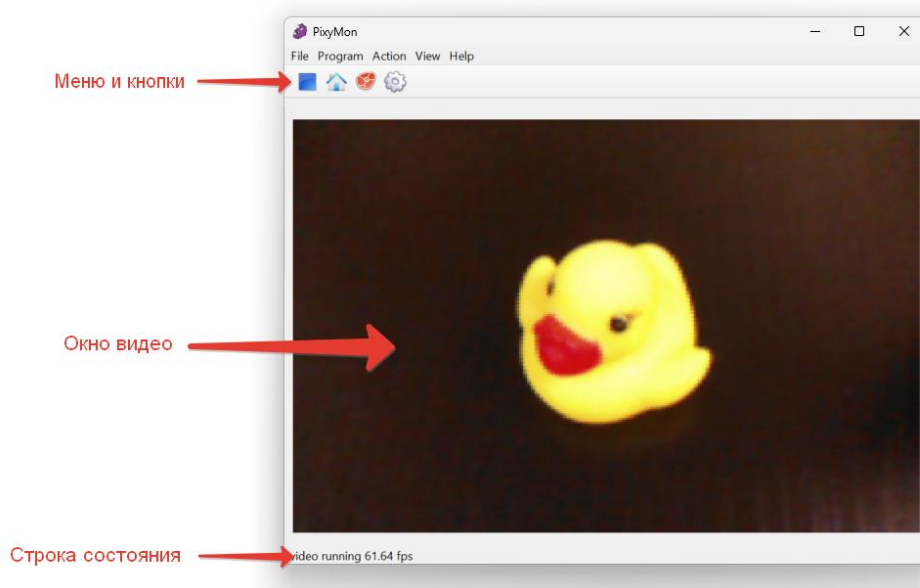 PixyMon
File Program Action View Help
Меню и кнопки
Окно видео
Строка состояния
video running 61.64 fps